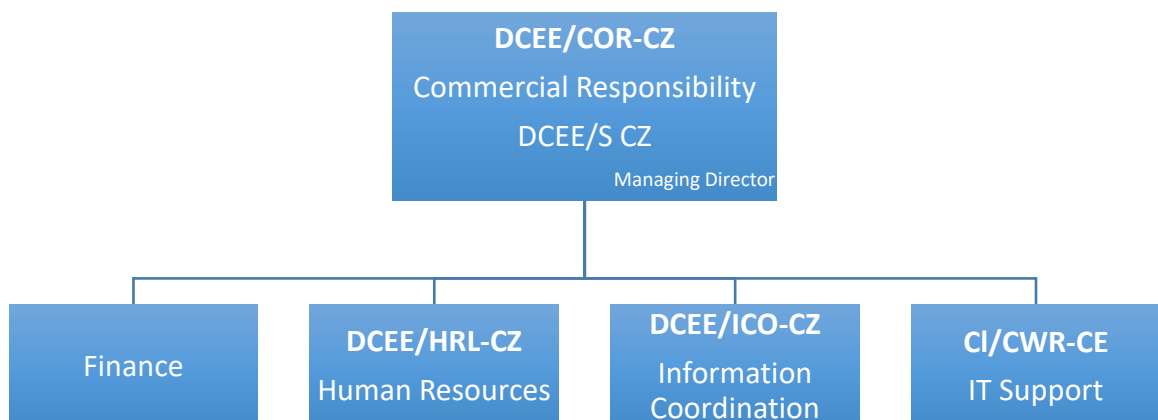 DCEE/COR-CZ
Commercial Responsibility
DCEE/S CZ
Managing Director
Finance
DCEE/HRL-CZ
Human Resources
DCEE/ICO-CZ
Information
Coordination
CI/CWR-CE
IT Support